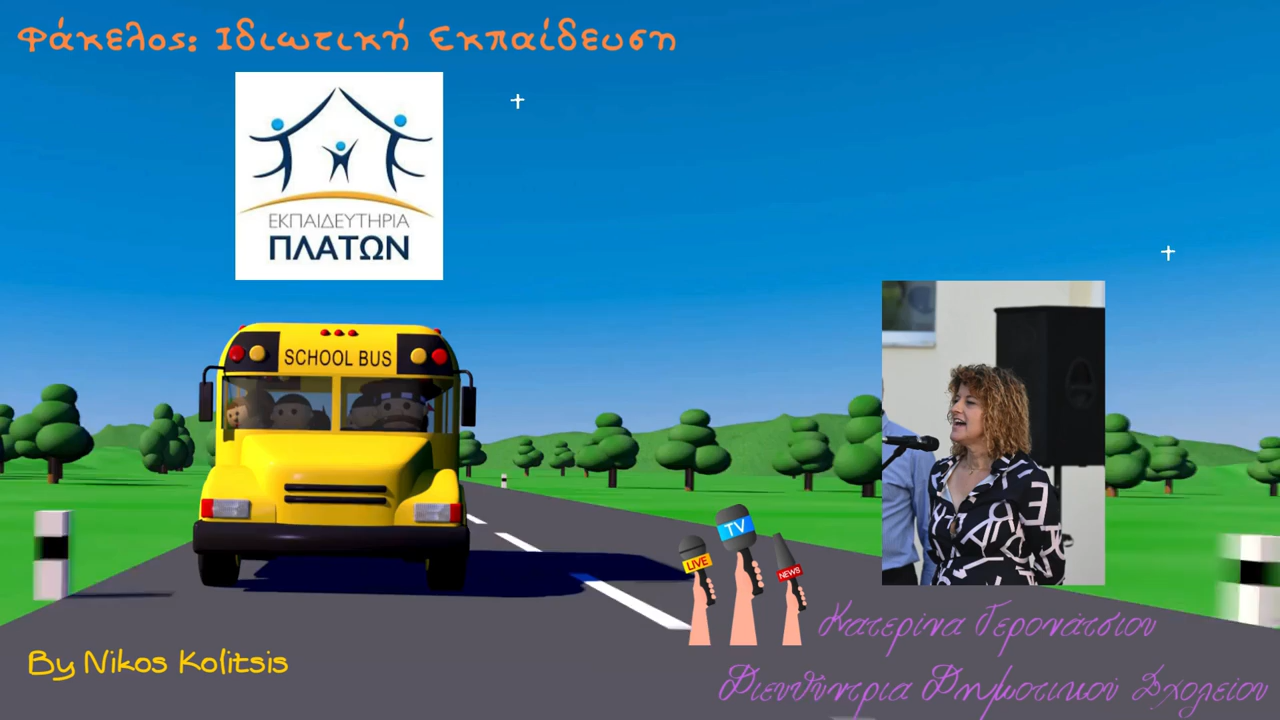 Φάκελος: Ιδιωτική Εκπαίδευση
ΕΚΠΑΙΔΕΥΤΗΡΙΑ
ΠΛΑΤΩΝ
SCHOOL BUS
TV
LIVE
NEWS
Κατερίνα Γερονάτσιου
By Nikos Kolitsis
Διευθύντρια Δημοτικού Σχολείου